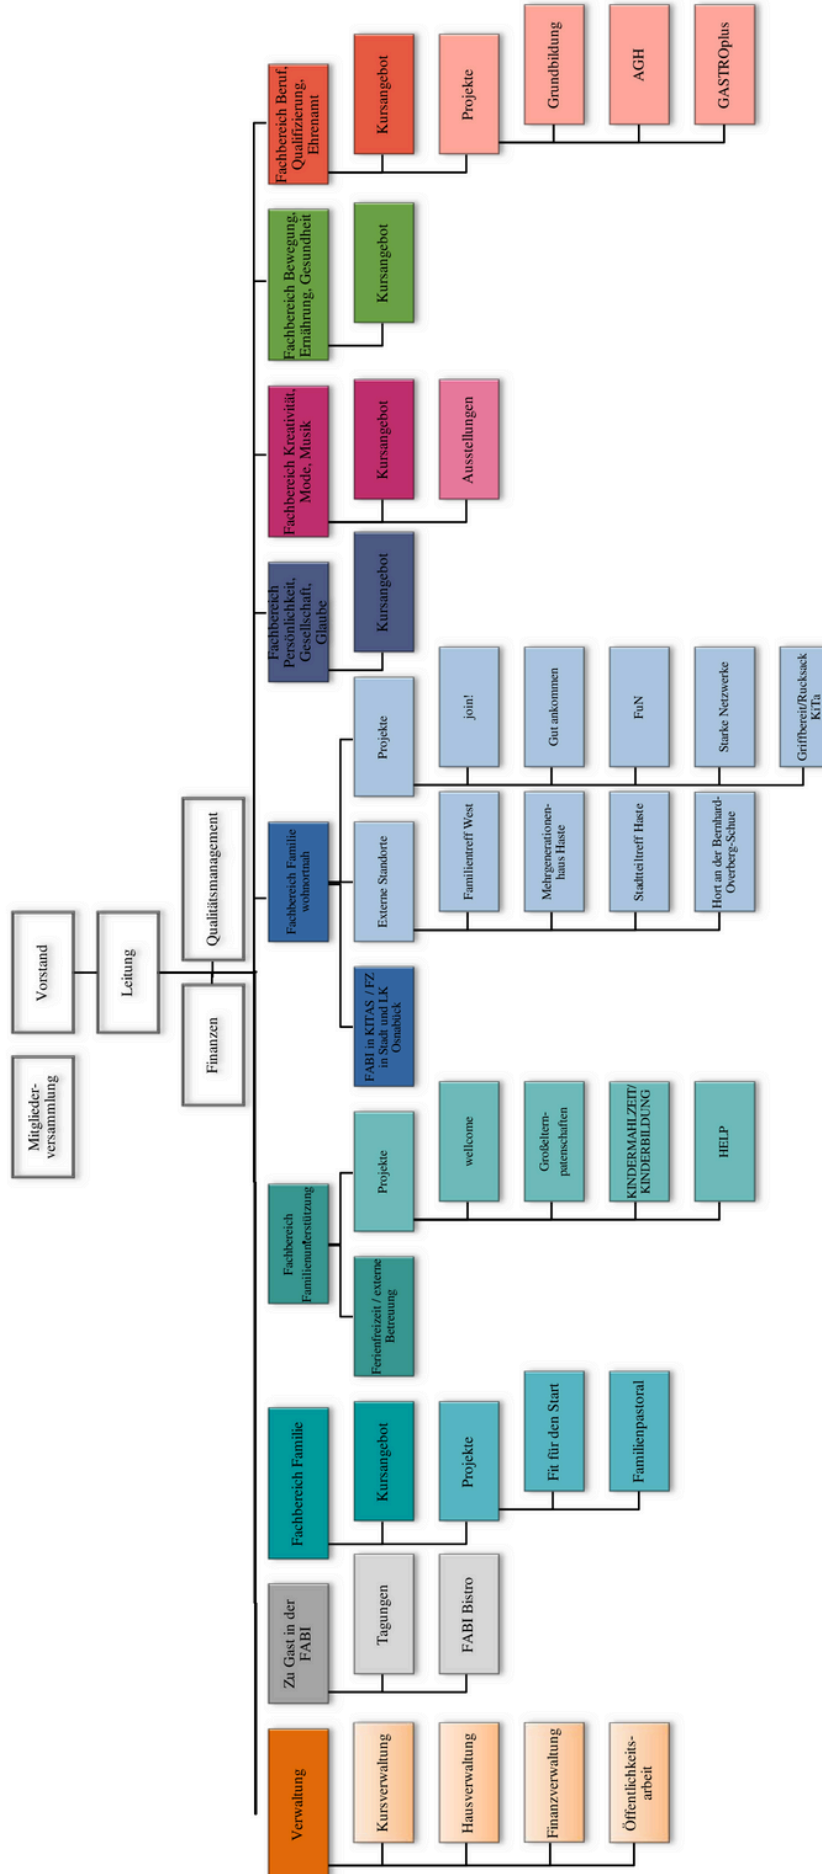 Mitglieder-
versammlung
Vorstand
Leitung
Finanzen
Qualitätsmanagement
Verwaltung
Kursverwaltung
Hausverwaltung
Finanzverwaltung
Öffentlichkeits-
arbeit
Zu Gast in der
FABI
Tagungen
FABI Bistro
Fachbereich Familie
Kursangebot
Projekte
Fit für den Start
Familienpastoral
Fachbereich
Familienunterstützung
Ferienfreizeit / externe
Betreuung
Projekte
wellcome
Großeltern-
patenschaften
KINDERMAHLZEIT/
KINDERBILDUNG
HELP
Fachbereich Familie
wohnortnah
FABI in KITAS / FZ
in Stadt und LK
Osnabück
Externe Standorte
Familientreff West
Mehrgenerationen-
haus Haste
Stadtteiltreff Haste
Hort an der Bernhard-
Overberg-Schue
Projekte
join!
Gut ankommen
FuN
Starke Netzwerke
Griffbereit/Rucksack
KiTa
Fachbereich
Persönlichkeit,
Gesellschaft,
Glaube
Kursangebot
Fachbereich Kreativität,
Mode, Musik
Kursangebot
Ausstellungen
Fachbereich Bewegung,
Ernährung, Gesundheit
Kursangebot
Fachbereich Beruf,
Qualifizierung,
Ehrenamt
Kursangebot
Projekte
Grundbildung
AGH
GASTROplus